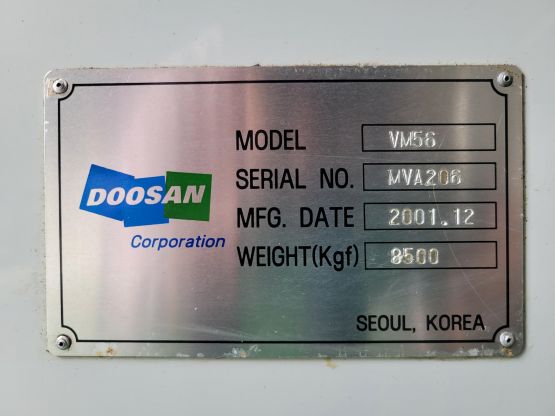 MODEL VM56
SERIAL NO. MVA206
MFG. DATE 2001.12
WEIGHT(Kgf) 8500
DOOSAN
Corporation
SEOUL, KOREA